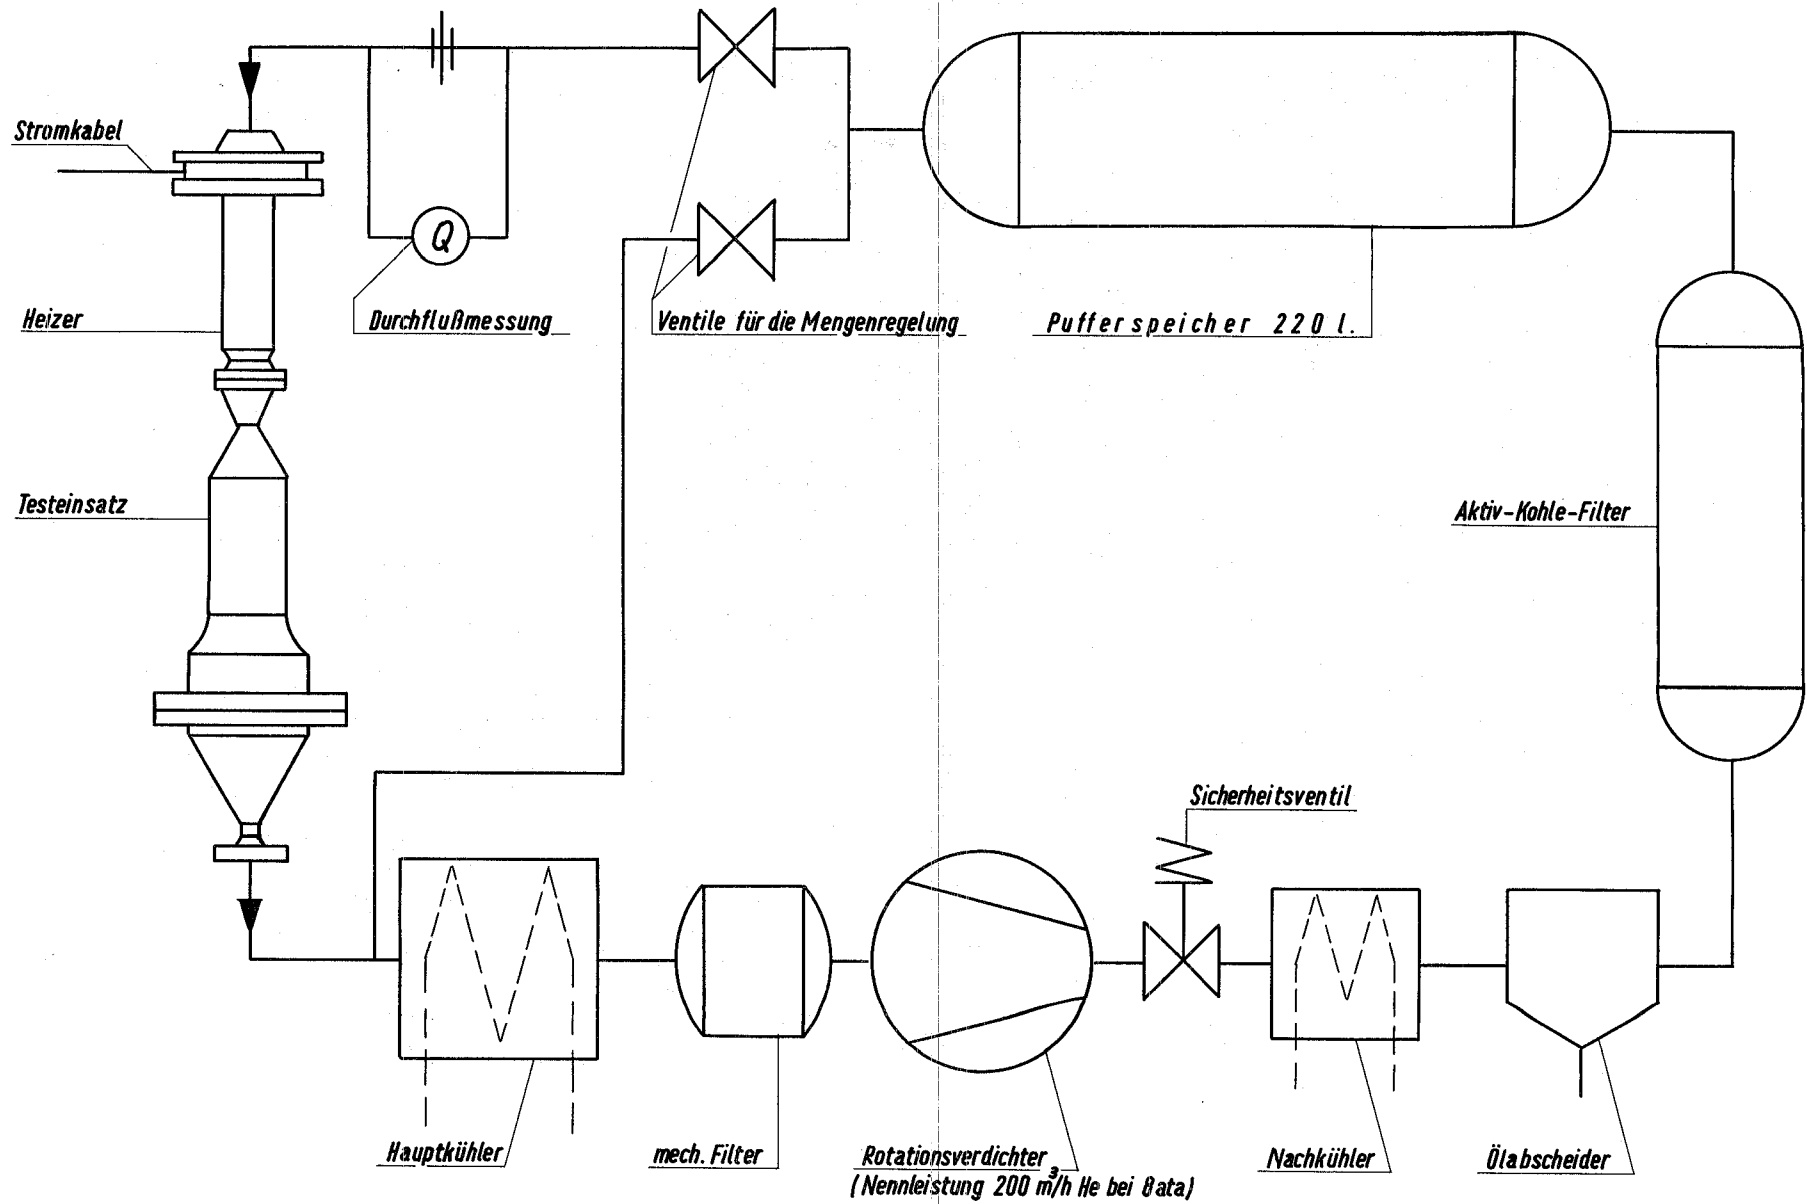 Stromkabel
Q
Heizer
Durchflußmessung
Ventile für die Mengenregelung
Pufferspeicher 220 l.
Testeinsatz
Aktiv-Kohle-Filter
Sicherheitsventil
Hauptkühler
mech. Filter
Rotationsverdichter
(Nennleistung 200 m³/h He bei 8ata)
Nachkühler
Ölabscheider